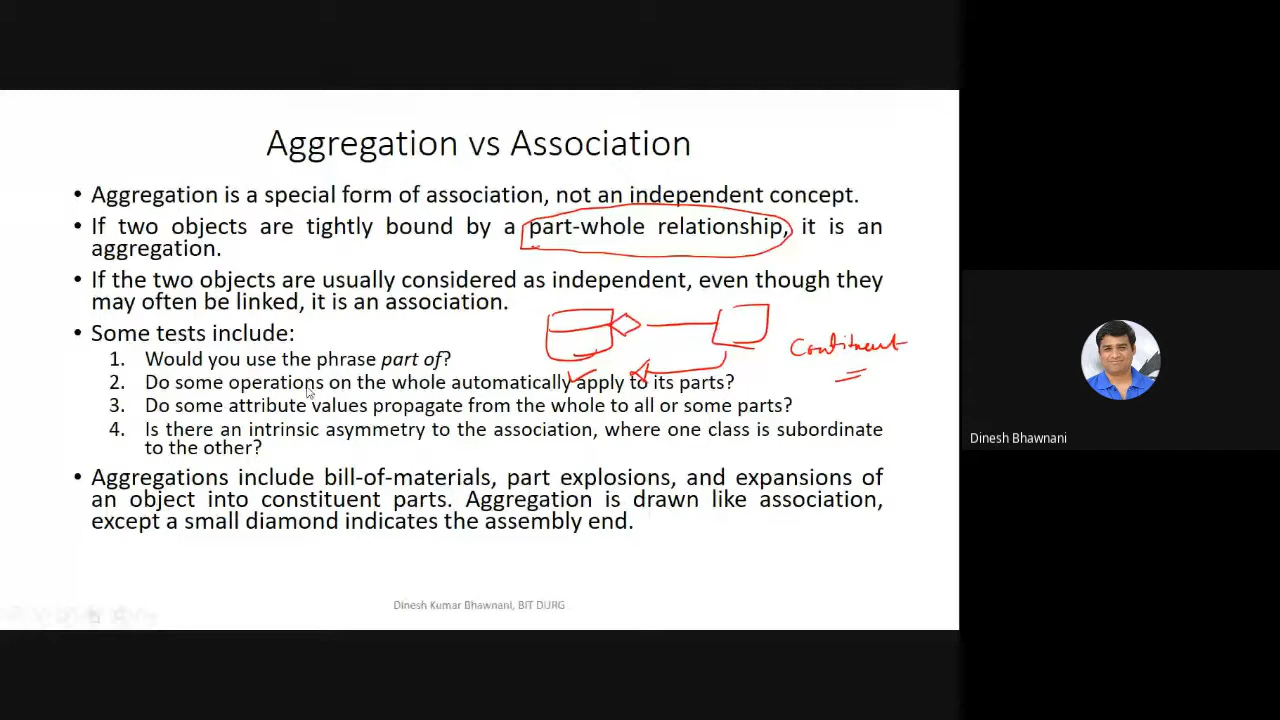 Aggregation vs Association
• Aggregation is a special form of association, not an independent concept.
• If two objects are tightly bound by a part-whole relationship, it is an
aggregation.
• If the two objects are usually considered as independent, even though they
may often be linked, it is an association.
• Some tests include:
1. Would you use the phrase part of?
2. Do some operations on the whole automatically apply to its parts?
3. Do some attribute values propagate from the whole to all or some parts?
4. Is there an intrinsic asymmetry to the association, where one class is subordinate
to the other?
• Aggregations include bill-of-materials, part explosions, and expansions of
an object into constituent parts. Aggregation is drawn like association,
except a small diamond indicates the assembly end.
Dinesh Kumar Bhawnani, BIT DURG
Dinesh Bhawnani